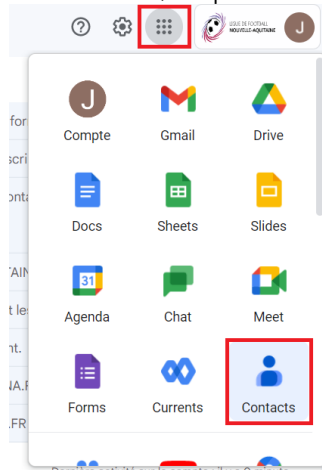 LIGUE DE FOOTBALL
NOUVELLE-AQUITAINE
J
J
Compte
Gmail
Drive
Docs
Sheets
Slides
31
Agenda
Chat
Meet
Forms
Currents
Contacts